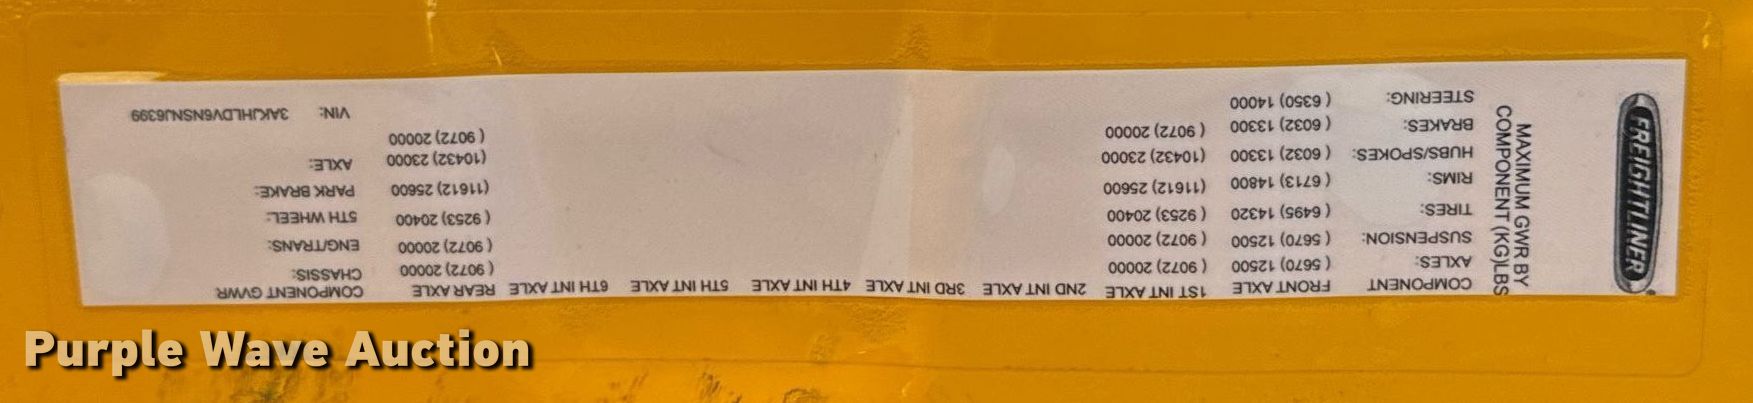 FREIGHTLINER
MAXIMUM GWR BY
COMPONENT (KG)LBS
COMPONENT FRONT AXLE 1ST INT AXLE 2ND INT AXLE 3RD INT AXLE 4TH INT AXLE 5TH INT AXLE 6TH INT AXLE REAR AXLE COMPONENT GVWR
AXLES: ( 5670) 12500 ( 9072) 20000 ( 9072) 20000 CHASSIS:
SUSPENSION: ( 5670) 12500 ( 9072) 20000 ( 9072) 20000 ENG/TRANS:
TIRES: ( 6495) 14320 ( 9253) 20400 ( 9253) 20400 5TH WHEEL:
RIMS: ( 6713) 14800 (11612) 25600 (11612) 25600 PARK BRAKE:
HUBS/SPOKES: ( 6032) 13300 (10432) 23000 (10432) 23000 AXLE:
BRAKES: ( 6032) 13300 ( 9072) 20000 ( 9072) 20000
STEERING: ( 6350) 14000 VIN: 3AKJHLDV6NSNJ6399
Purple Wave Auction